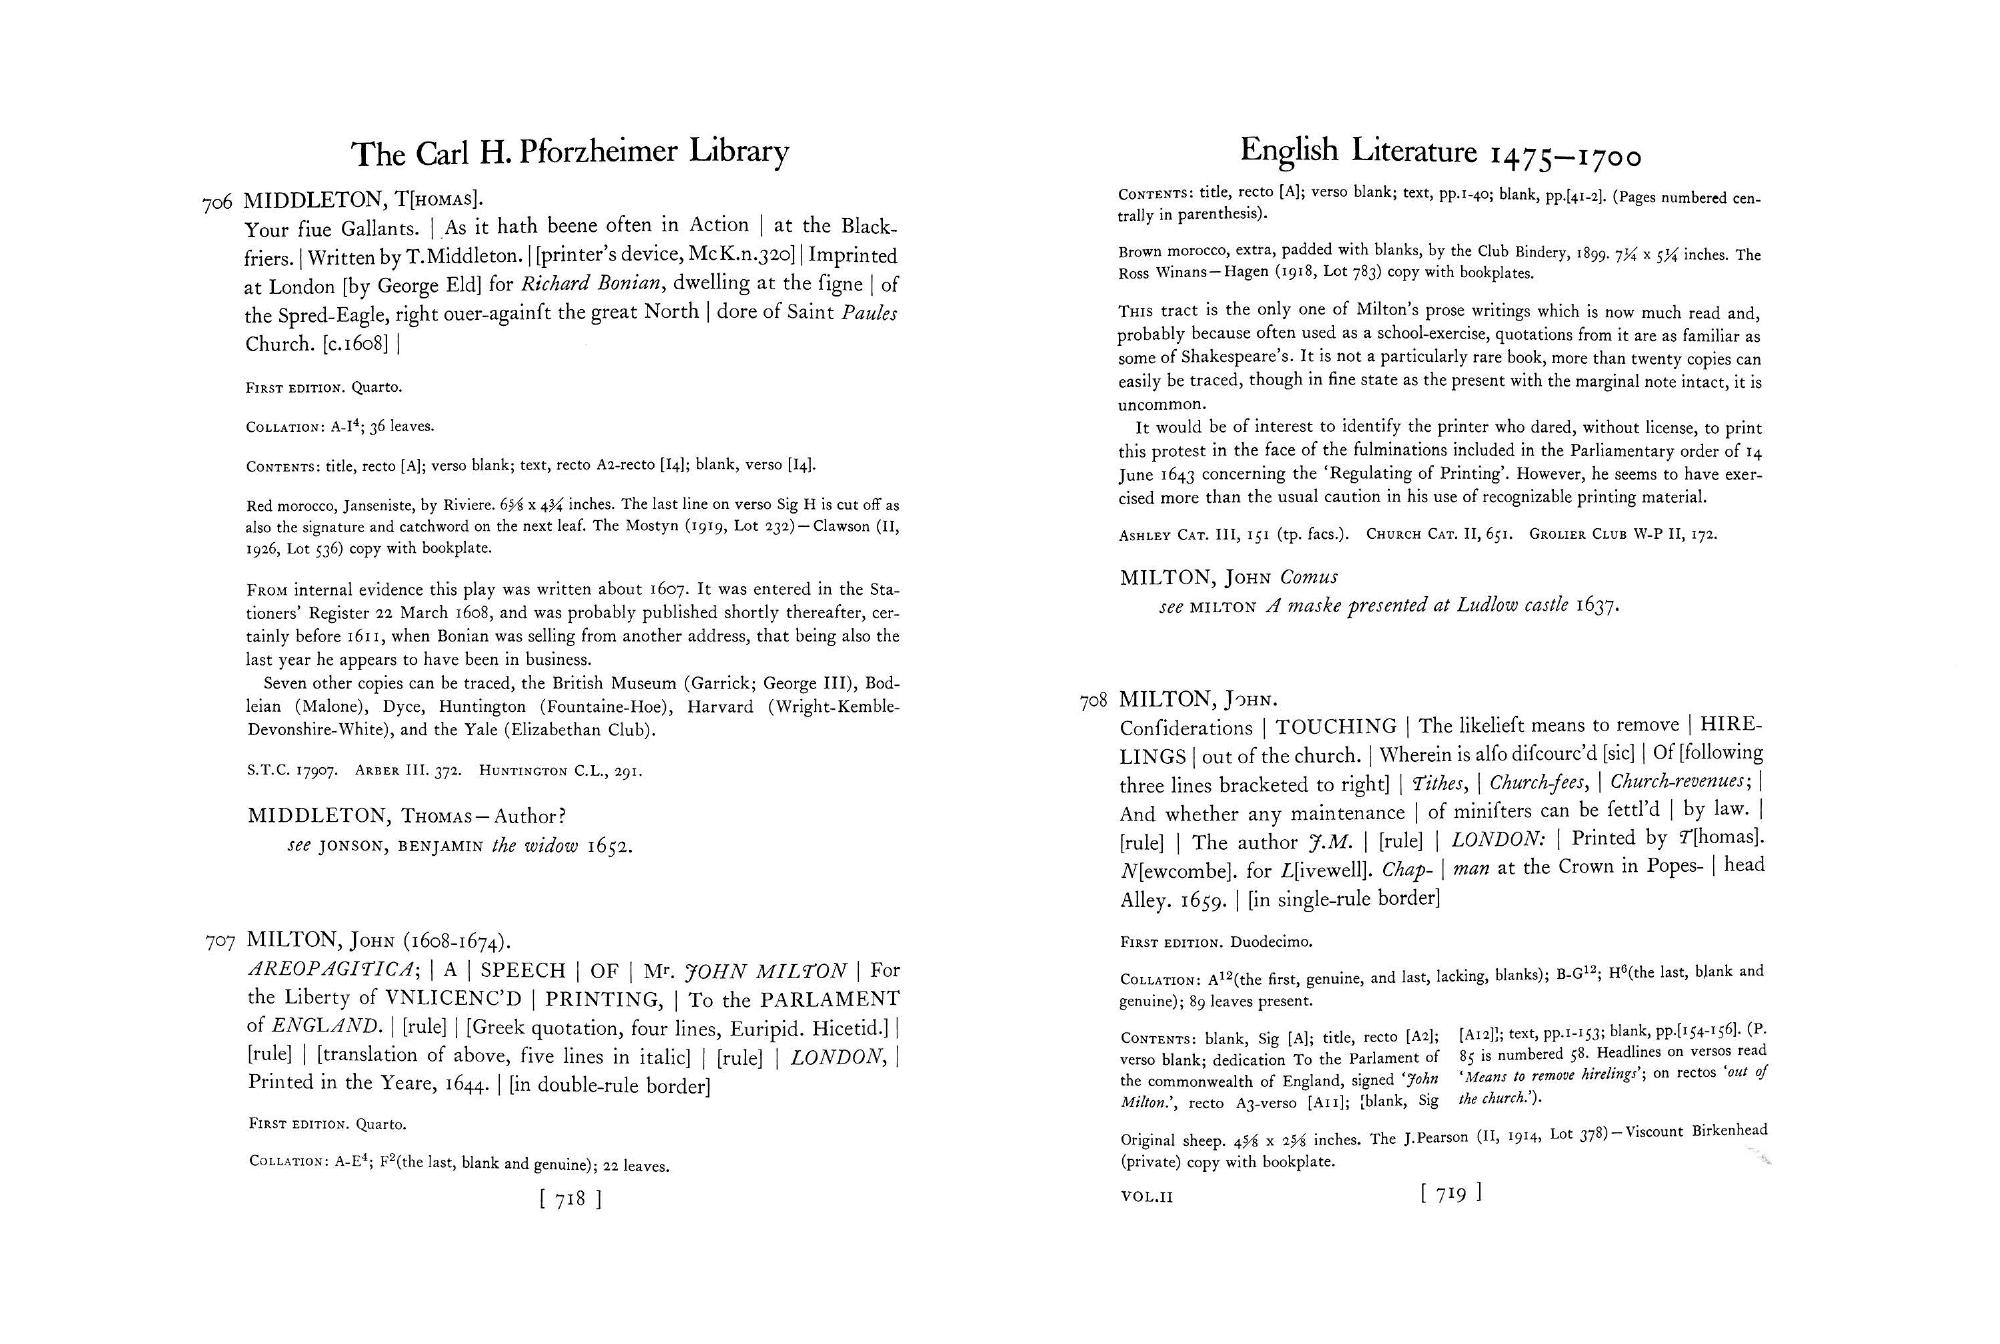 The Carl H. Pforzheimer Library
706 MIDDLETON, T[HOMAS].
Your fiue Gallants. | As it hath beene often in Action | at the Black-
friers. | Written by T.Middleton. | [printer's device, McK.n.320] | Imprinted
at London [by George Eld] for Richard Bonian, dwelling at the ſigne | of
the Spred-Eagle, right ouer-againſt the great North | dore of Saint Paules
Church. [c.1608] |
FIRST EDITION. Quarto.
COLLATION: A-I⁴; 36 leaves.
CONTENTS: title, recto [A]; verso blank; text, recto A2-recto [I4]; blank, verso [I4].
Red morocco, Janseniste, by Riviere. 6⅝ x 4¾ inches. The last line on verso Sig H is cut off as
also the signature and catchword on the next leaf. The Mostyn (1919, Lot 232)—Clawson (II,
1926, Lot 536) copy with bookplate.
FROM internal evidence this play was written about 1607. It was entered in the Sta-
tioners' Register 22 March 1608, and was probably published shortly thereafter, cer-
tainly before 1611, when Bonian was selling from another address, that being also the
last year he appears to have been in business.
Seven other copies can be traced, the British Museum (Garrick; George III), Bod-
leian (Malone), Dyce, Huntington (Fountaine-Hoe), Harvard (Wright-Kemble-
Devonshire-White), and the Yale (Elizabethan Club).
S.T.C. 17907. ARBER III. 372. HUNTINGTON C.L., 291.
MIDDLETON, THOMAS—Author?
see JONSON, BENJAMIN the widow 1652.
707 MILTON, JOHN (1608-1674).
AREOPAGITICA; | A | SPEECH | OF | Mr. JOHN MILTON | For
the Liberty of VNLICENC'D | PRINTING, | To the PARLAMENT
of ENGLAND. | [rule] | [Greek quotation, four lines, Euripid. Hicetid.] |
[rule] | [translation of above, five lines in italic] | [rule] | LONDON, |
Printed in the Yeare, 1644. | [in double-rule border]
FIRST EDITION. Quarto.
COLLATION: A-E⁴; F²(the last, blank and genuine); 22 leaves.
[ 718 ]
English Literature 1475–1700
CONTENTS: title, recto [A]; verso blank; text, pp.1-40; blank, pp.[41-2]. (Pages numbered cen-
trally in parenthesis).
Brown morocco, extra, padded with blanks, by the Club Bindery, 1899. 7¼ x 5¼ inches. The
Ross Winans—Hagen (1918, Lot 783) copy with bookplates.
THIS tract is the only one of Milton's prose writings which is now much read and,
probably because often used as a school-exercise, quotations from it are as familiar as
some of Shakespeare's. It is not a particularly rare book, more than twenty copies can
easily be traced, though in fine state as the present with the marginal note intact, it is
uncommon.
It would be of interest to identify the printer who dared, without license, to print
this protest in the face of the fulminations included in the Parliamentary order of 14
June 1643 concerning the 'Regulating of Printing'. However, he seems to have exer-
cised more than the usual caution in his use of recognizable printing material.
ASHLEY CAT. III, 151 (tp. facs.). CHURCH CAT. II, 651. GROLIER CLUB W-P II, 172.
MILTON, JOHN Comus
see MILTON A maske presented at Ludlow castle 1637.
708 MILTON, JOHN.
Conſiderations | TOUCHING | The likelieſt means to remove | HIRE-
LINGS | out of the church. | Wherein is alſo diſcourc'd [sic] | Of [following
three lines bracketed to right] | Tithes, | Church-fees, | Church-revenues; |
And whether any maintenance | of miniſters can be ſettl'd | by law. |
[rule] | The author J.M. | [rule] | LONDON: | Printed by T[homas].
N[ewcombe]. for L[ivewell]. Chap- | man at the Crown in Popes- | head
Alley. 1659. | [in single-rule border]
FIRST EDITION. Duodecimo.
COLLATION: A¹²(the first, genuine, and last, lacking, blanks); B-G¹²; H⁶(the last, blank and
genuine); 89 leaves present.
CONTENTS: blank, Sig [A]; title, recto [A2];
verso blank; dedication To the Parlament of
the commonwealth of England, signed 'John
Milton.', recto A3-verso [A11]; [blank, Sig
[A12]]; text, pp.1-153; blank, pp.[154-156]. (P.
85 is numbered 58. Headlines on versos read
'Means to remove hirelings'; on rectos 'out of
the church.').
Original sheep. 4⅝ x 2⅝ inches. The J.Pearson (II, 1914, Lot 378)—Viscount Birkenhead
(private) copy with bookplate.
VOL.II
[ 719 ]